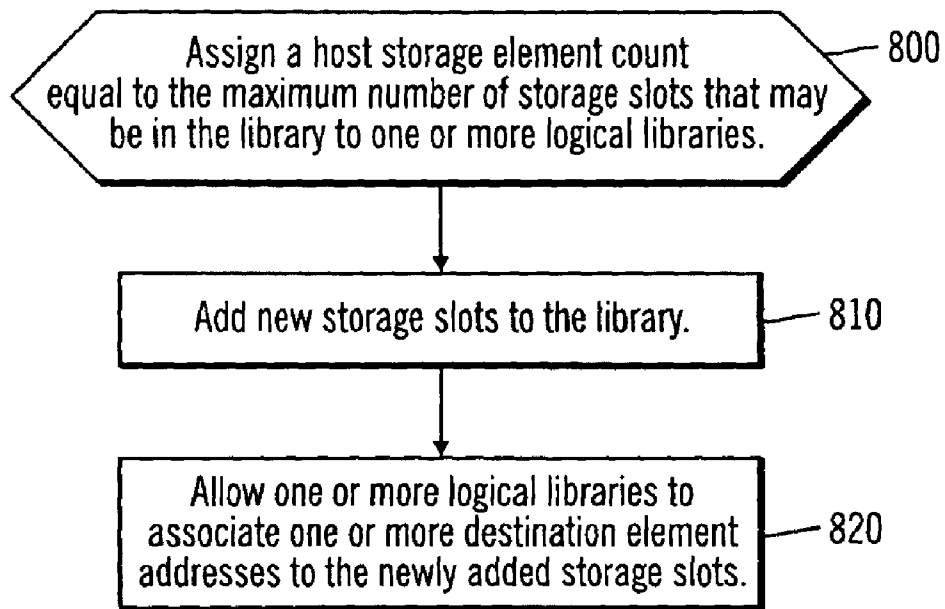 Assign a host storage element count
equal to the maximum number of storage slots that may
be in the library to one or more logical libraries.
800
Add new storage slots to the library.
810
Allow one or more logical libraries to
associate one or more destination element
addresses to the newly added storage slots.
820